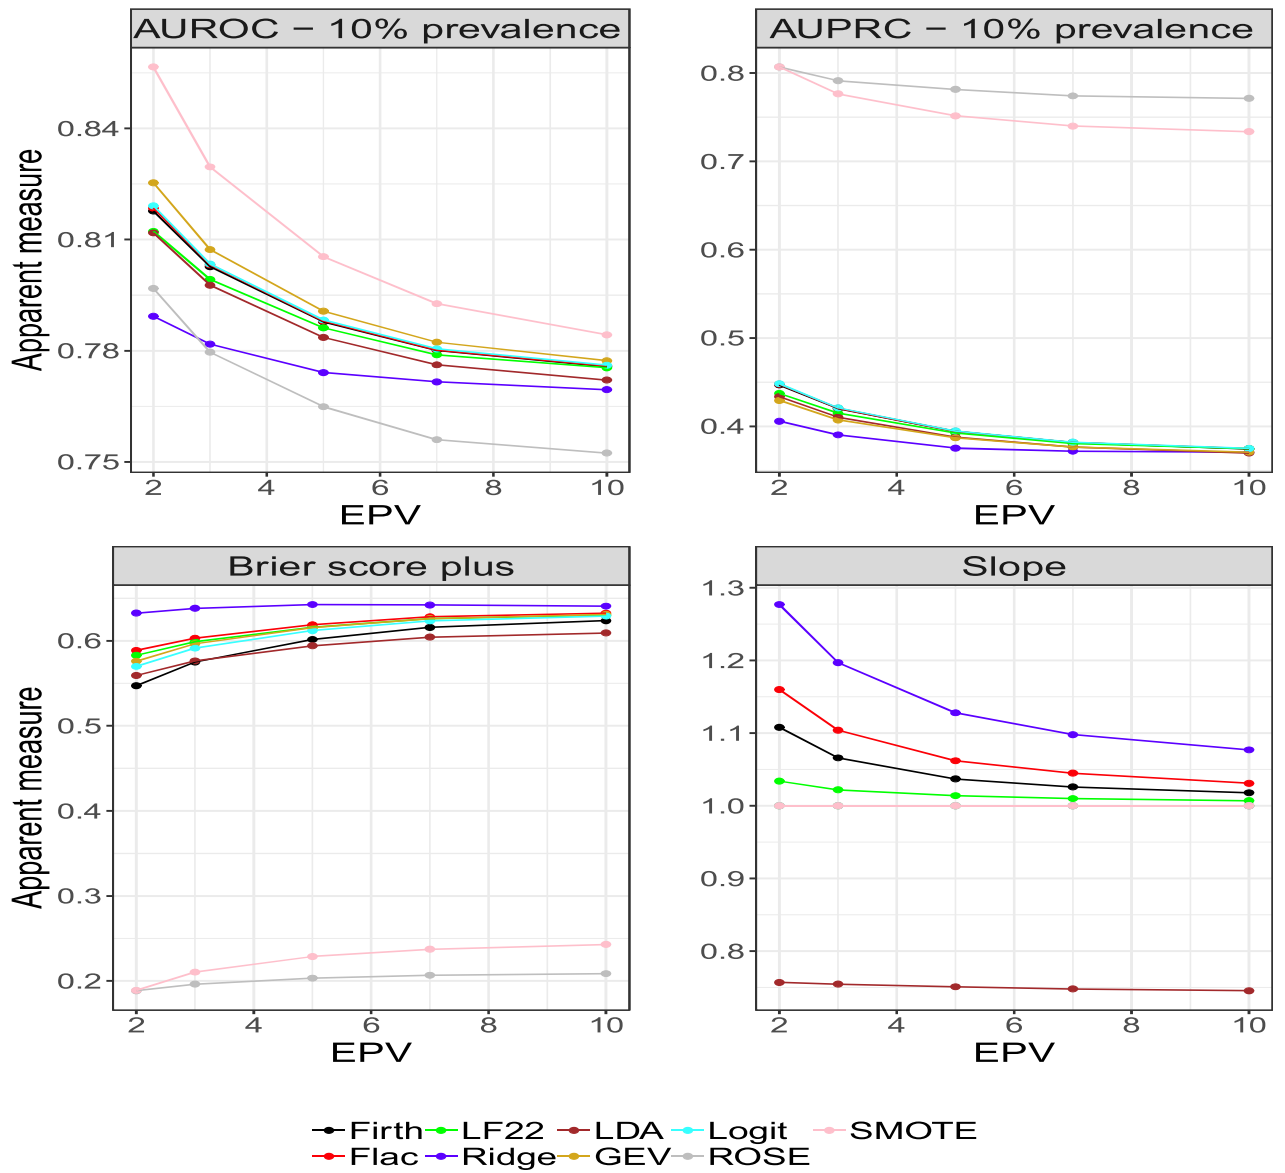 AUROC − 10% prevalence
AUPRC − 10% prevalence
Apparent measure
0.84
0.81
0.78
0.75
2 4 6 8 10
EPV
0.8
0.7
0.6
0.5
0.4
2 4 6 8 10
EPV
Brier score plus
Slope
Apparent measure
0.6
0.5
0.4
0.3
0.2
2 4 6 8 10
EPV
1.3
1.2
1.1
1.0
0.9
0.8
2 4 6 8 10
EPV
Firth LF22 LDA Logit SMOTE
Flac Ridge GEV ROSE